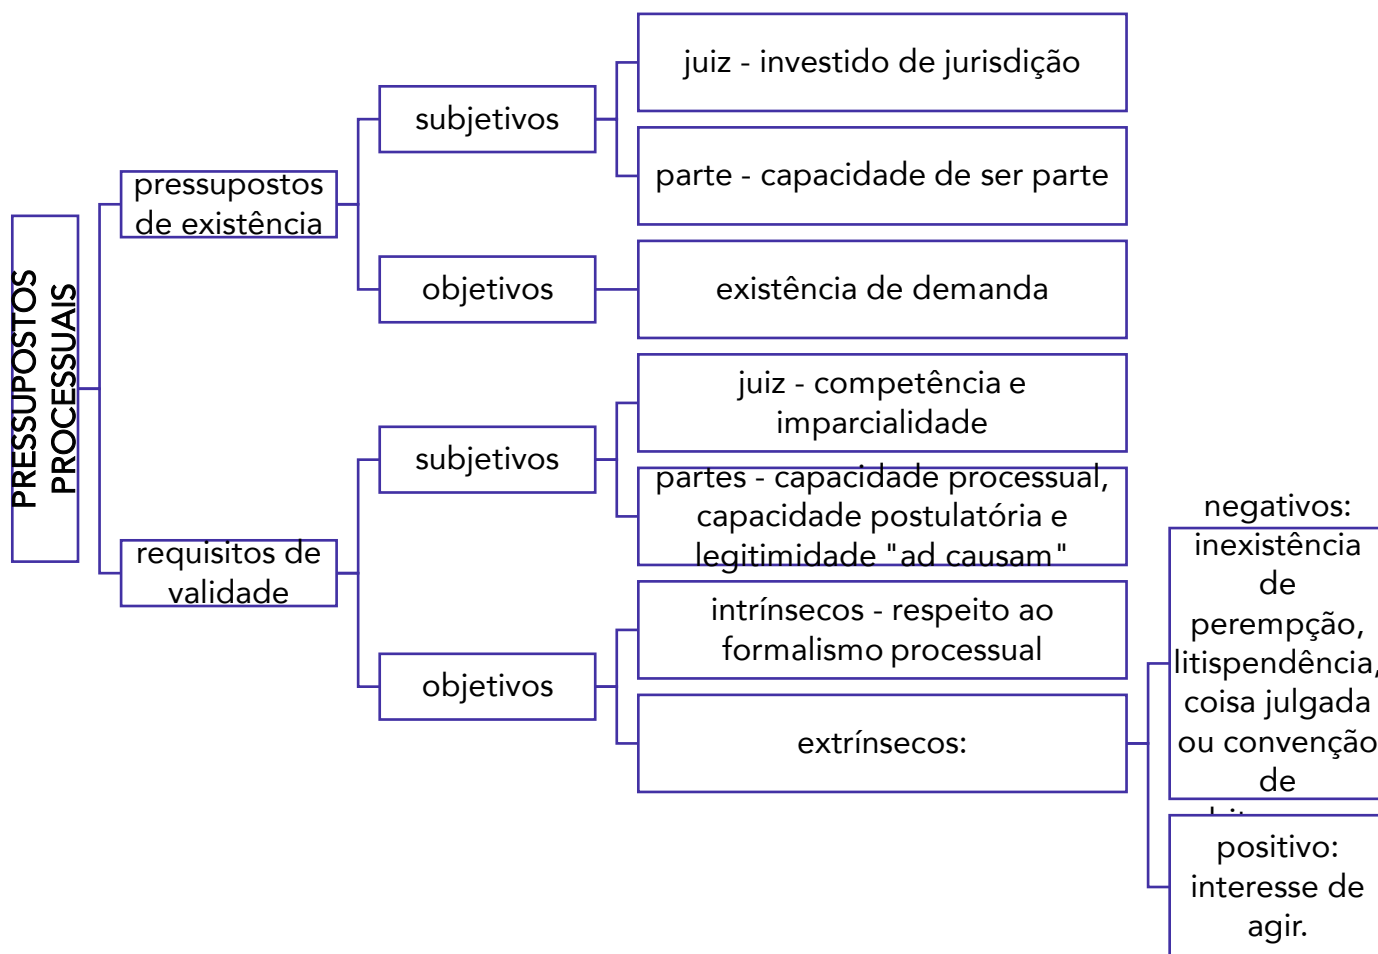 PRESSUPOSTOS
PROCESSUAIS
pressupostos
de existência
subjetivos
juiz - investido de jurisdição
parte - capacidade de ser parte
objetivos
existência de demanda
requisitos de
validade
subjetivos
juiz - competência e
imparcialidade
partes - capacidade processual,
capacidade postulatória e
legitimidade "ad causam"
objetivos
intrínsecos - respeito ao
formalismo processual
extrínsecos:
negativos:
inexistência
de
perempção,
litispendência,
coisa julgada
ou convenção
de
positivo:
interesse de
agir.